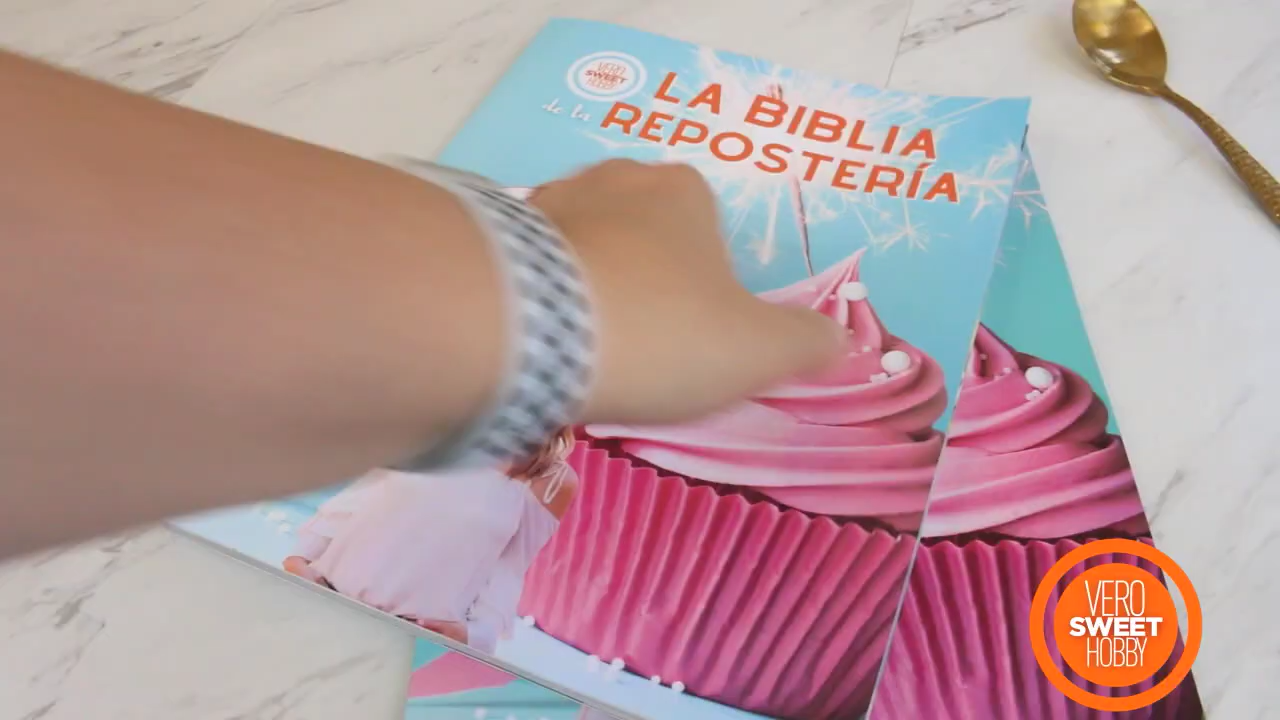 VERO
SWEET
HOBBY
LA BIBLIA
de la REPOSTERÍA
VERO
SWEET
HOBBY